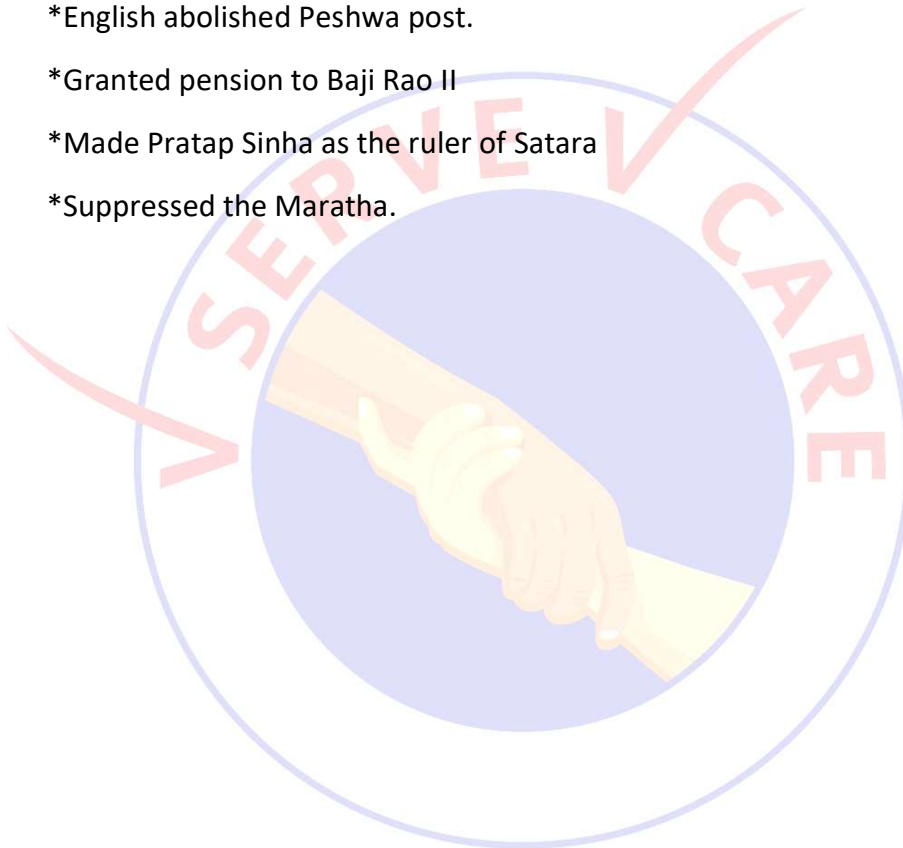 *English abolished Peshwa post.
*Granted pension to Baji Rao II
*Made Pratap Sinha as the ruler of Satara
*Suppressed the Maratha.
V SERVE V CARE